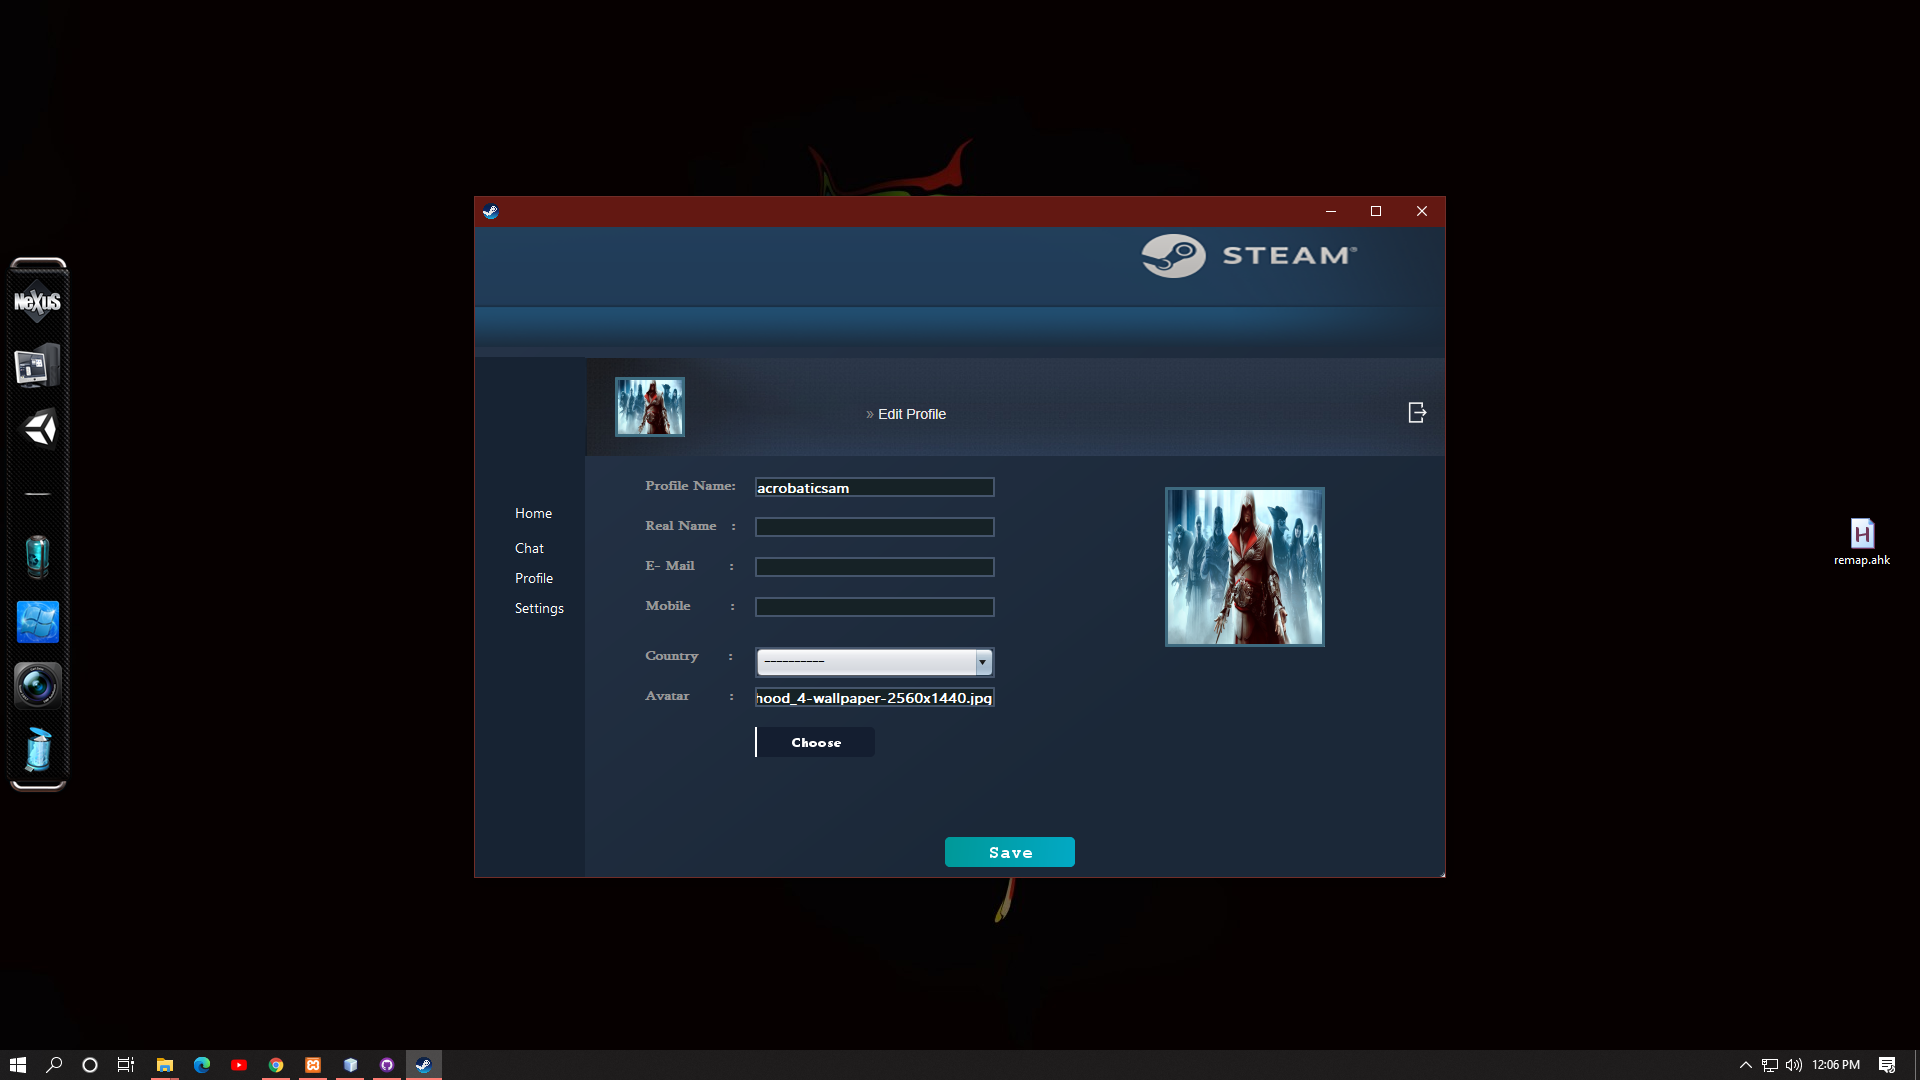 STEAM®
» Edit Profile
Profile Name: acrobaticsam
Real Name :
E- Mail :
Mobile :
Country : ----------
Avatar : hood_4-wallpaper-2560x1440.jpg
Choose
Save
Home
Chat
Profile
Settings
NeXuS
remap.ahk
12:06 PM